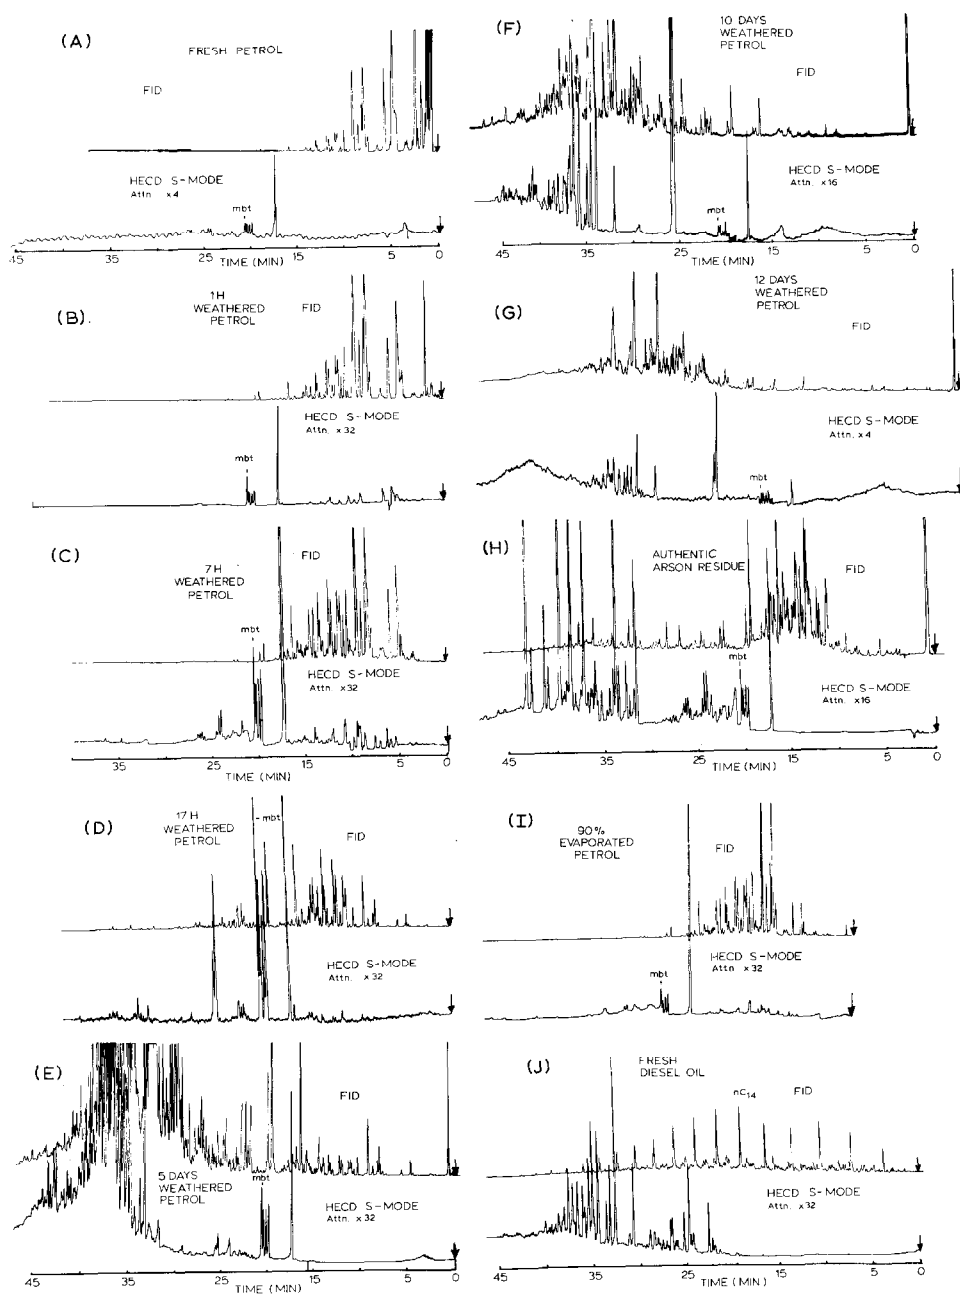 (A)
FRESH PETROL
FID
HECD S-MODE
Attn. x4
mbt
45 35 25 15 5 0
TIME (MIN)
(B).
1H
WEATHERED
PETROL
FID
HECD S-MODE
Attn. x 32
mbt
(C)
7H
WEATHERED
PETROL
FID
mbt
HECD S-MODE
Attn. x32
35 25 15 5 0
TIME (MIN)
(D)
17H
WEATHERED
PETROL
-mbt
FID
HECD S-MODE
Attn. x32
(E)
FID
5 DAYS
WEATHERED
PETROL
mbt
HECD S-MODE
Attn. x32
45 35 25 15 5 0
TIME (MIN)
(F)
10 DAYS
WEATHERED
PETROL
FID
HECD S-MODE
Attn. x16
mbt
45 35 25 15 5 0
TIME (MIN)
(G)
12 DAYS
WEATHERED
PETROL
FID
HECD S-MODE
Attn. x4
mbt
(H)
AUTHENTIC
ARSON RESIDUE
FID
mbt
HECD S-MODE
Attn. x16
45 35 25 15 5 0
TIME (MIN)
(I)
90%
EVAPORATED
PETROL
FID
HECD S-MODE
Attn. x32
mbt
(J)
FRESH
DIESEL OIL
nC14
FID
HECD S-MODE
Attn. x32
45 35 25 15 5 0
TIME (MIN)